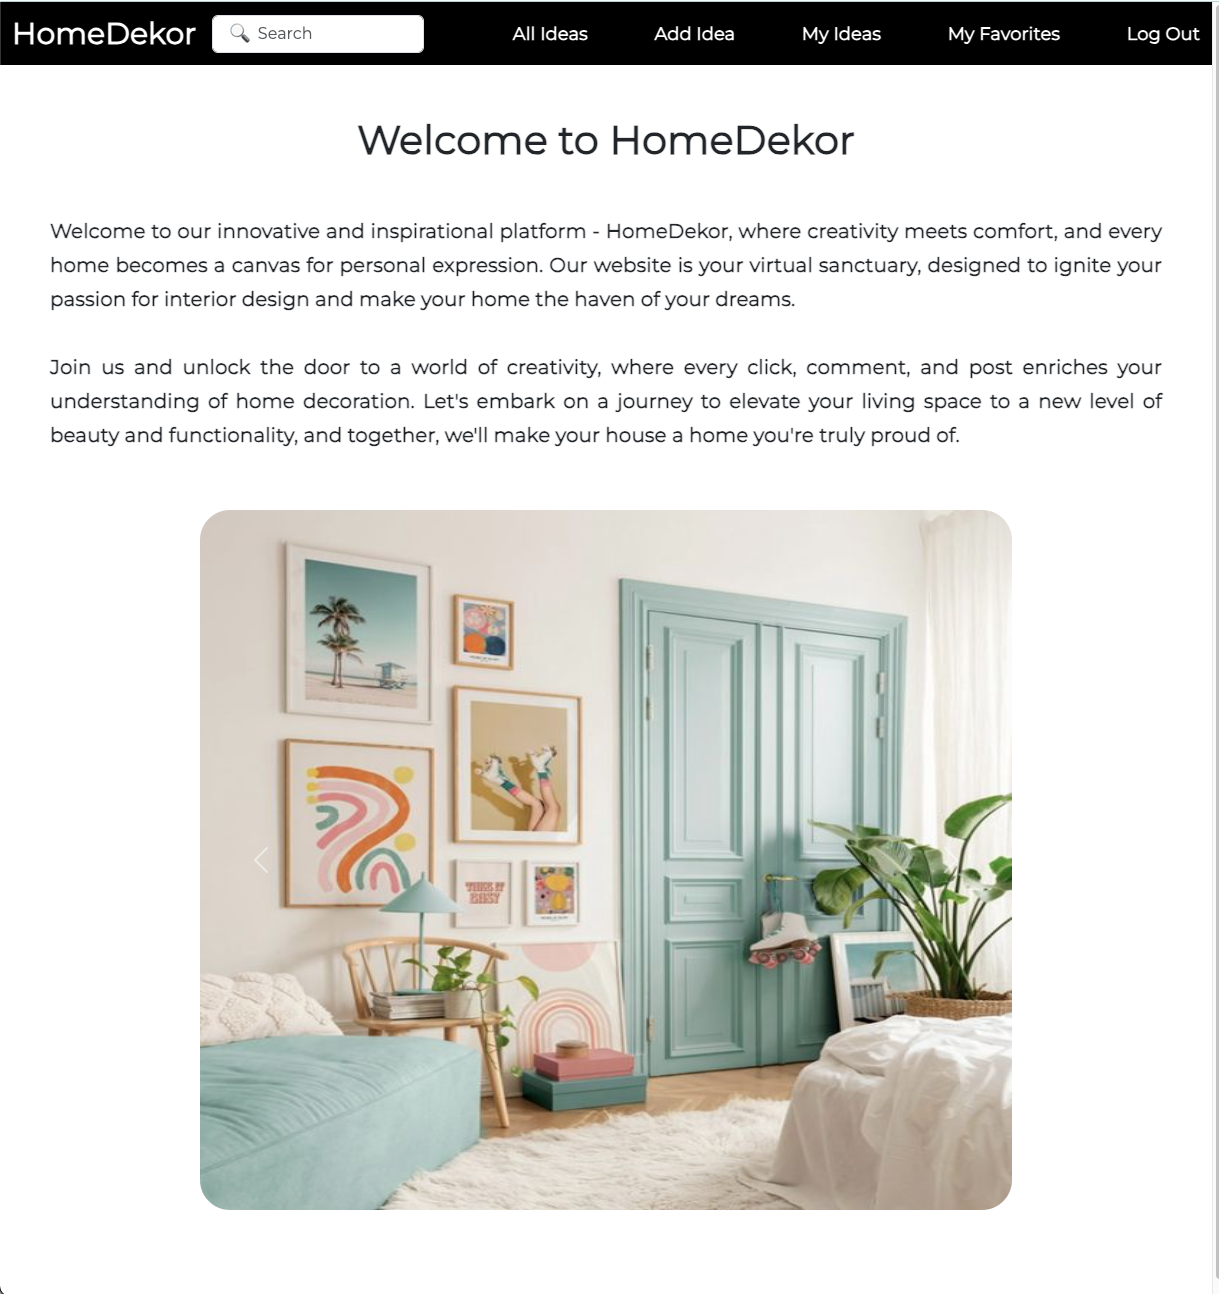 HomeDekor
Search
All Ideas
Add Idea
My Ideas
My Favorites
Log Out
Welcome to HomeDekor
Welcome to our innovative and inspirational platform - HomeDekor, where creativity meets comfort, and every
home becomes a canvas for personal expression. Our website is your virtual sanctuary, designed to ignite your
passion for interior design and make your home the haven of your dreams.
Join us and unlock the door to a world of creativity, where every click, comment, and post enriches your
understanding of home decoration. Let's embark on a journey to elevate your living space to a new level of
beauty and functionality, and together, we'll make your house a home you're truly proud of.
EASY